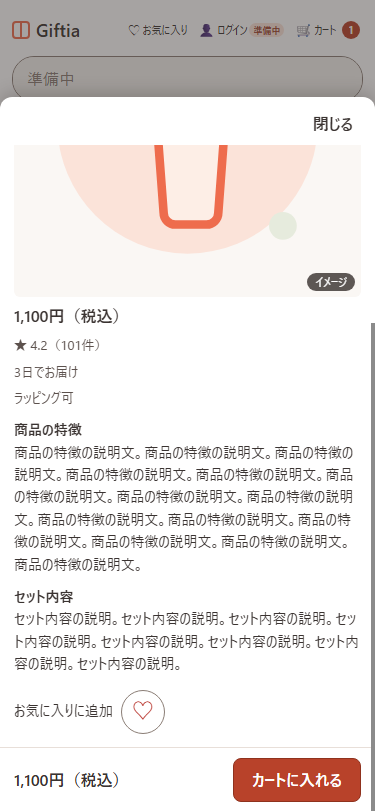 Giftia
♡ お気に入り
ログイン 準備中
カート 1
準備中
閉じる
イメージ
1,100円（税込）
★ 4.2（101件）
3日でお届け
ラッピング可
商品の特徴
商品の特徴の説明文。商品の特徴の説明文。商品の特徴の
説明文。商品の特徴の説明文。商品の特徴の説明文。商品
の特徴の説明文。商品の特徴の説明文。商品の特徴の説明
文。商品の特徴の説明文。商品の特徴の説明文。商品の特
徴の説明文。商品の特徴の説明文。商品の特徴の説明文。
商品の特徴の説明文。
セット内容
セット内容の説明。セット内容の説明。セット内容の説明。セッ
ト内容の説明。セット内容の説明。セット内容の説明。セット内
容の説明。セット内容の説明。
お気に入りに追加 ♡
1,100円（税込）
カートに入れる